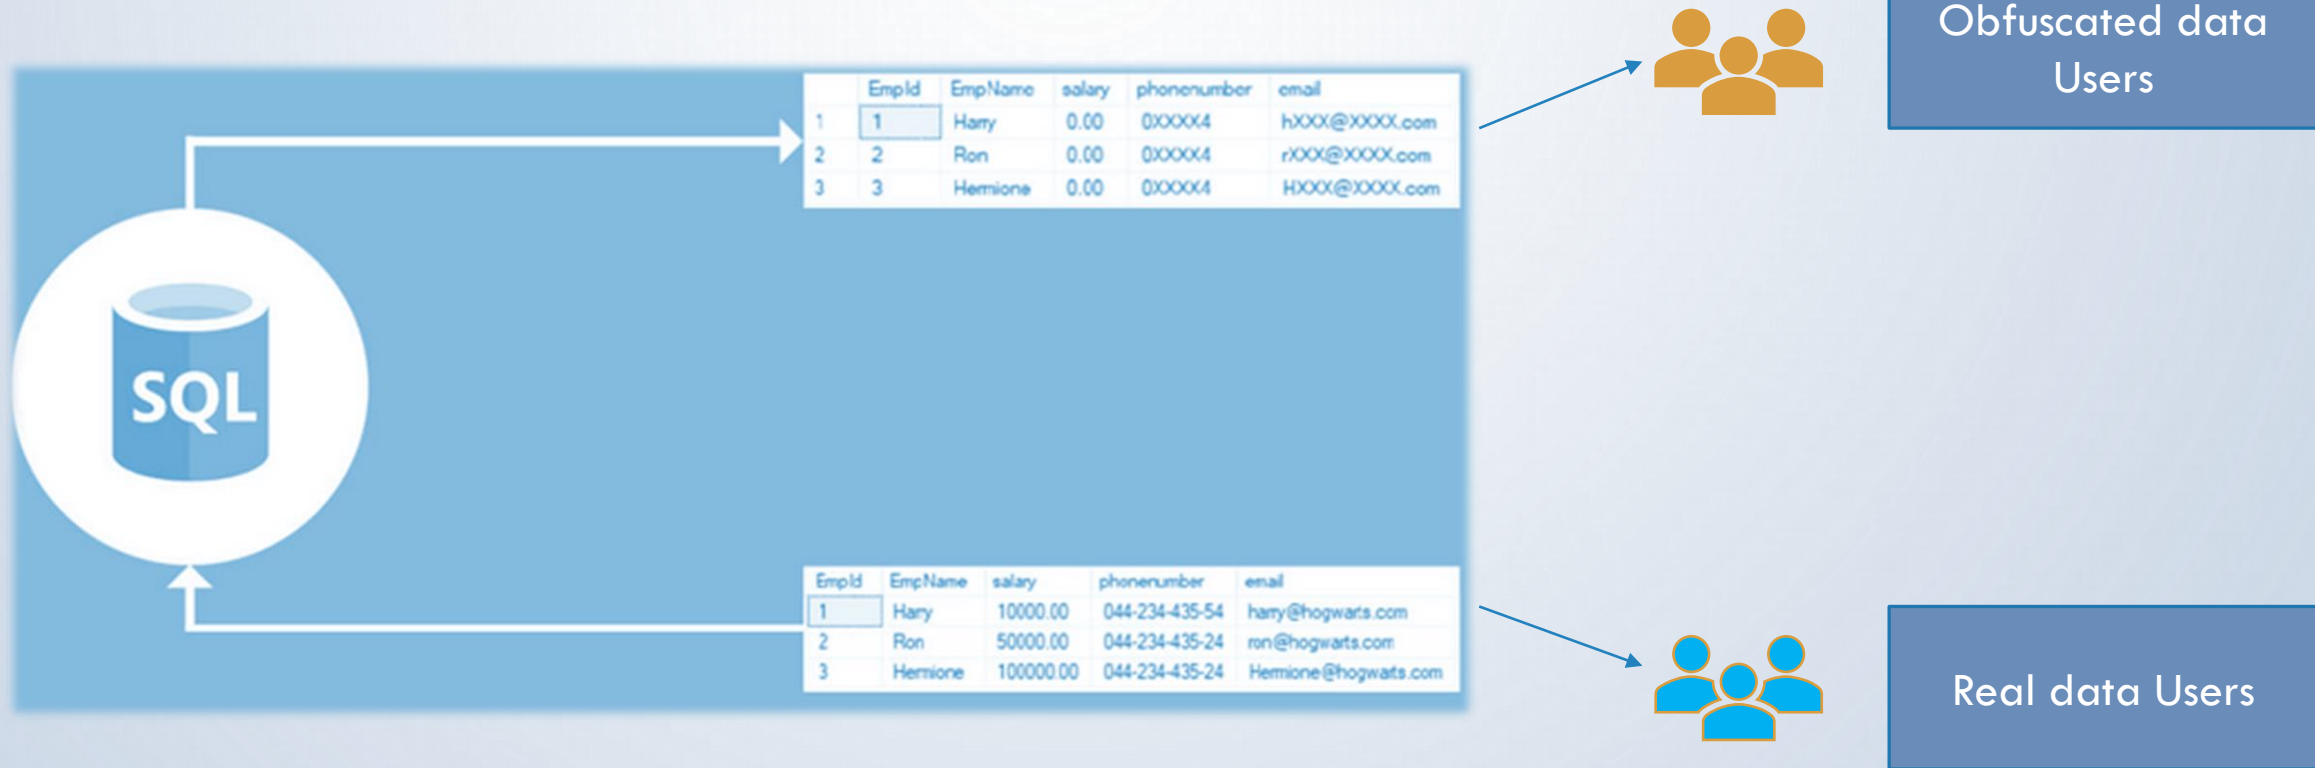 Obfuscated data
Users
EmpId EmpName salary phonenumber email
1 1 Harry 0.00 0XXXX4 hXXX@XXXX.com
2 2 Ron 0.00 0XXXX4 rXXX@XXXX.com
3 3 Hermione 0.00 0XXXX4 HXXX@XXXX.com
SQL
EmpId EmpName salary phonenumber email
1 Harry 10000.00 044-234-435-54 harry@hogwarts.com
2 Ron 50000.00 044-234-435-24 ron@hogwarts.com
3 Hermione 100000.00 044-234-435-24 Hermione@hogwarts.com
Real data Users